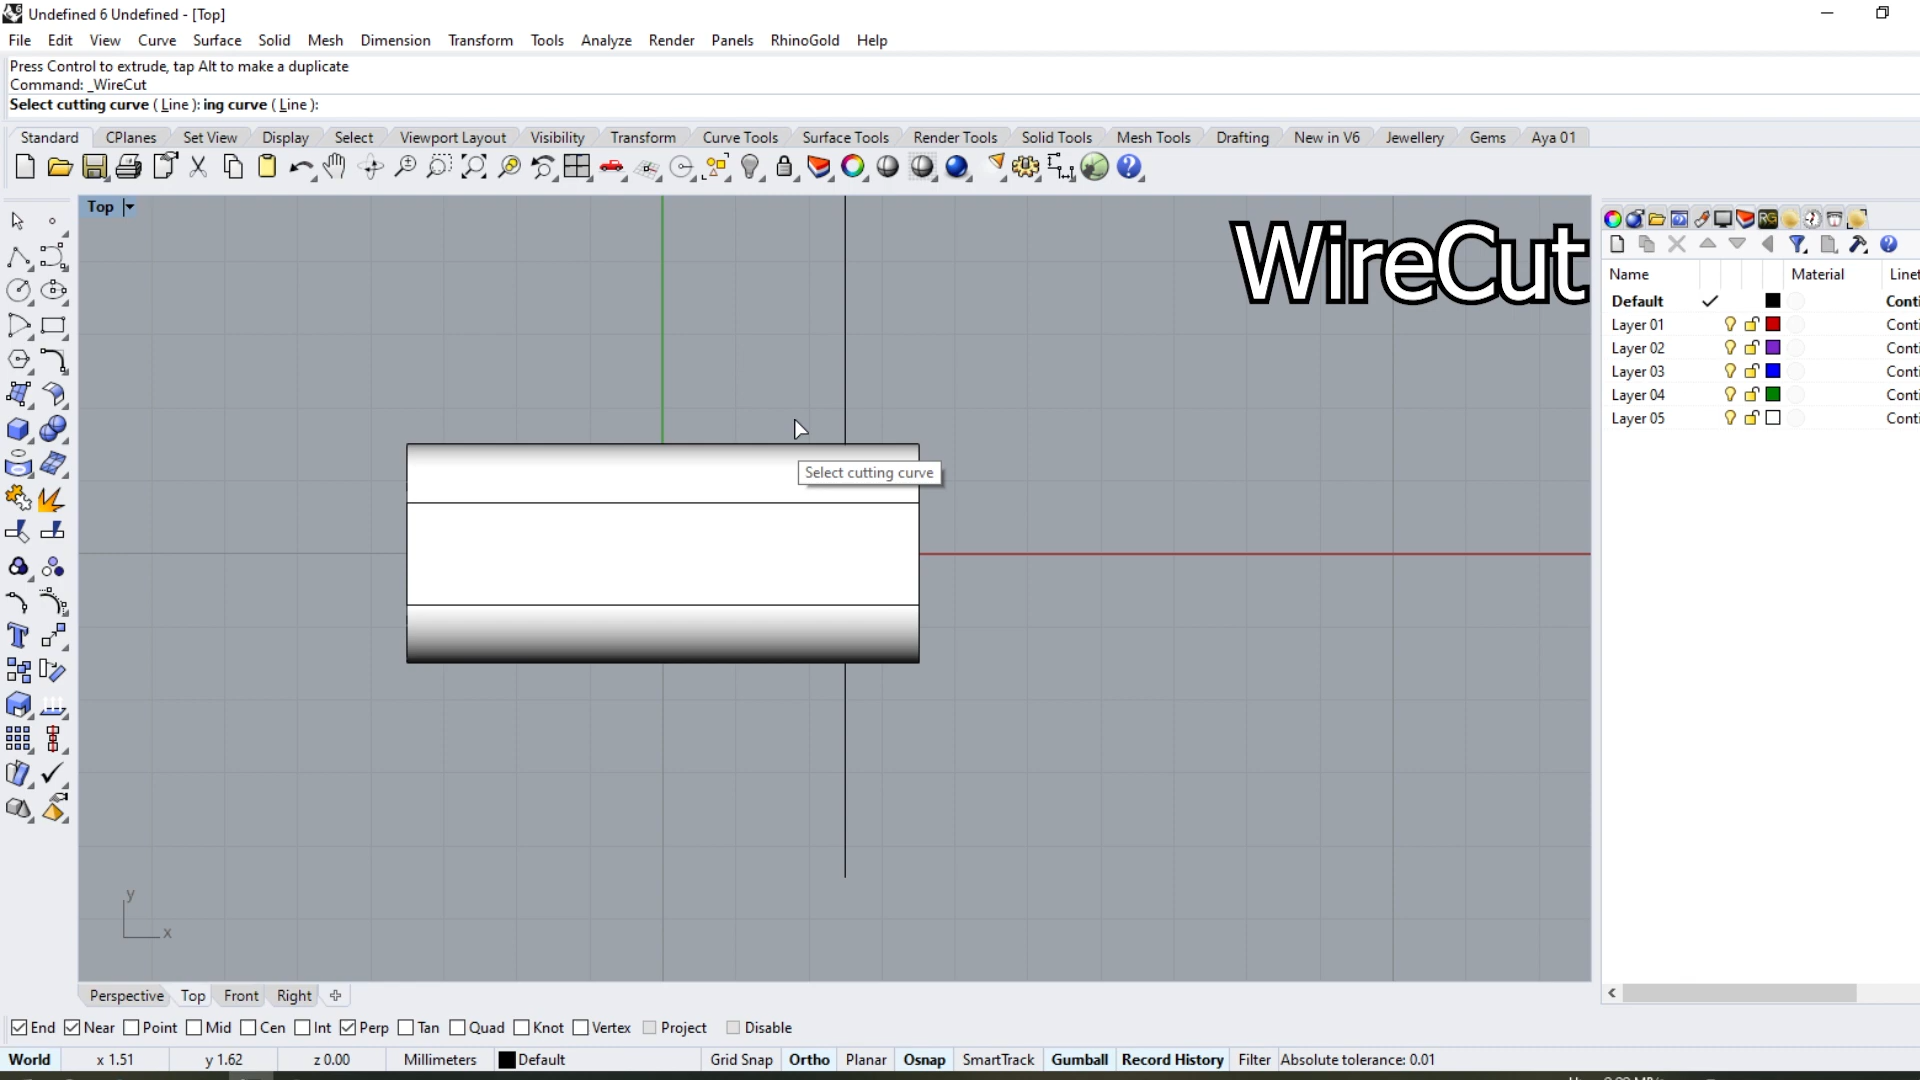 Undefined 6 Undefined - [Top]
File Edit View Curve Surface Solid Mesh Dimension Transform Tools Analyze Render Panels RhinoGold Help
Press Control to extrude, tap Alt to make a duplicate
Command: _WireCut
Select cutting curve ( Line ): ing curve ( Line ):
Standard CPlanes Set View Display Select Viewport Layout Visibility Transform Curve Tools Surface Tools Render Tools Solid Tools Mesh Tools Drafting New in V6 Jewellery Gems Aya 01
Top
WireCut
Name Material Linet
Default Conti
Layer 01 Conti
Layer 02 Conti
Layer 03 Conti
Layer 04 Conti
Layer 05 Conti
Select cutting curve
y
x
Perspective Top Front Right
End Near Point Mid Cen Int Perp Tan Quad Knot Vertex Project Disable
World x 1.51 y 1.62 z 0.00 Millimeters Default Grid Snap Ortho Planar Osnap SmartTrack Gumball Record History Filter Absolute tolerance: 0.01